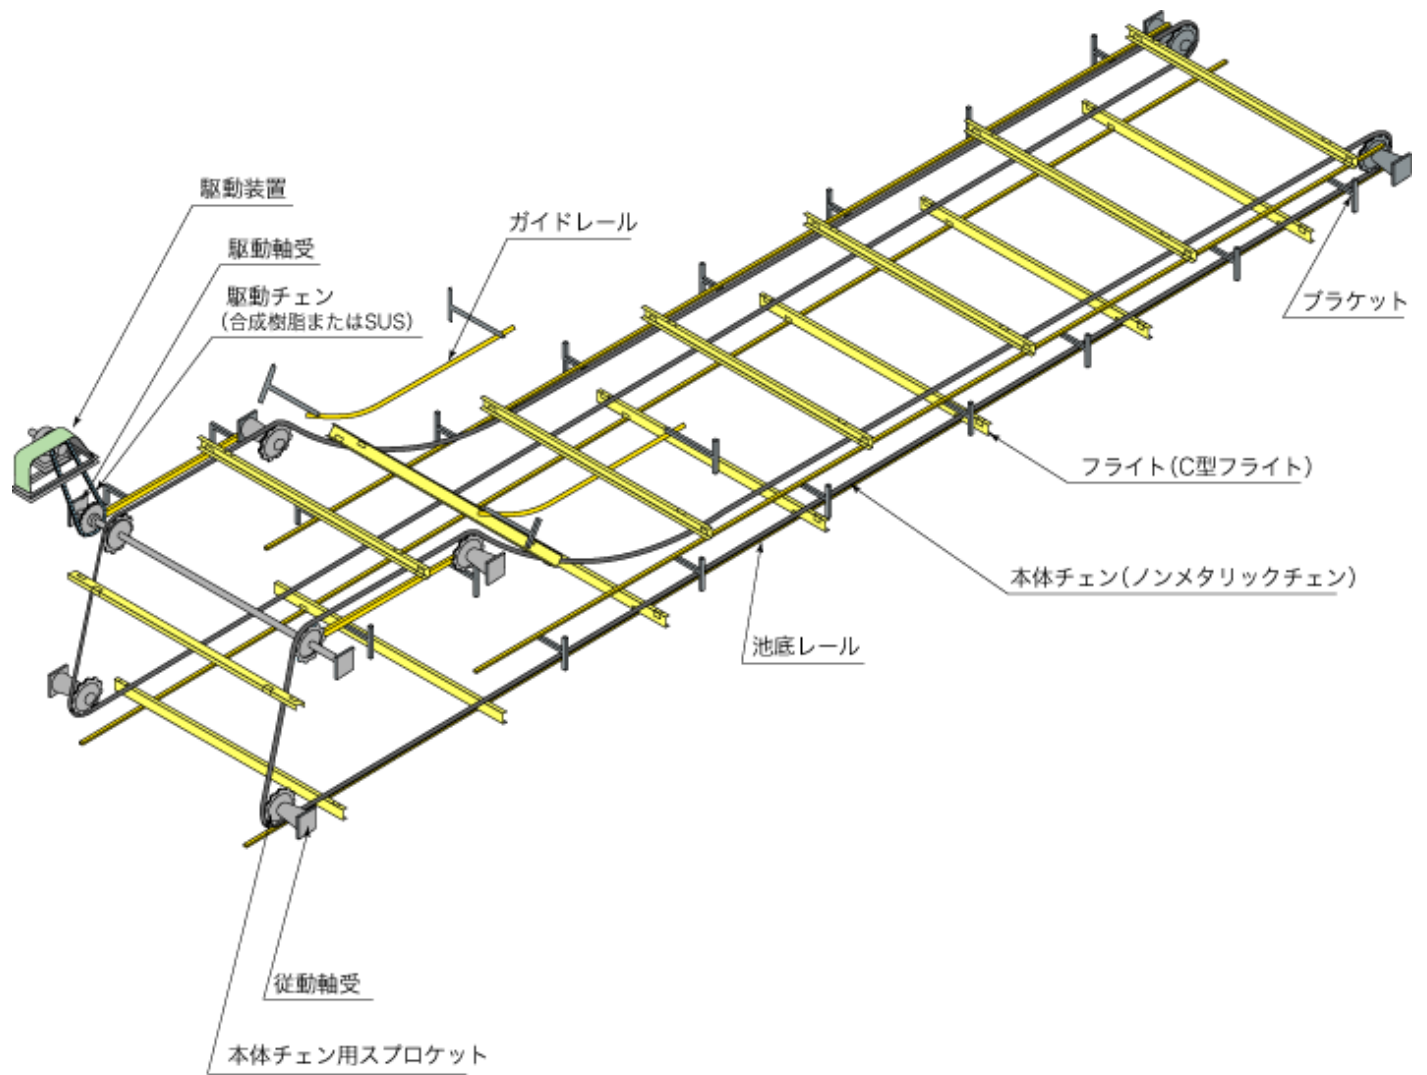 駆動装置
駆動軸受
駆動チェン
(合成樹脂またはSUS)
ガイドレール
ブラケット
フライト(C型フライト)
本体チェン(ノンメタリックチェン)
池底レール
従動軸受
本体チェン用スプロケット